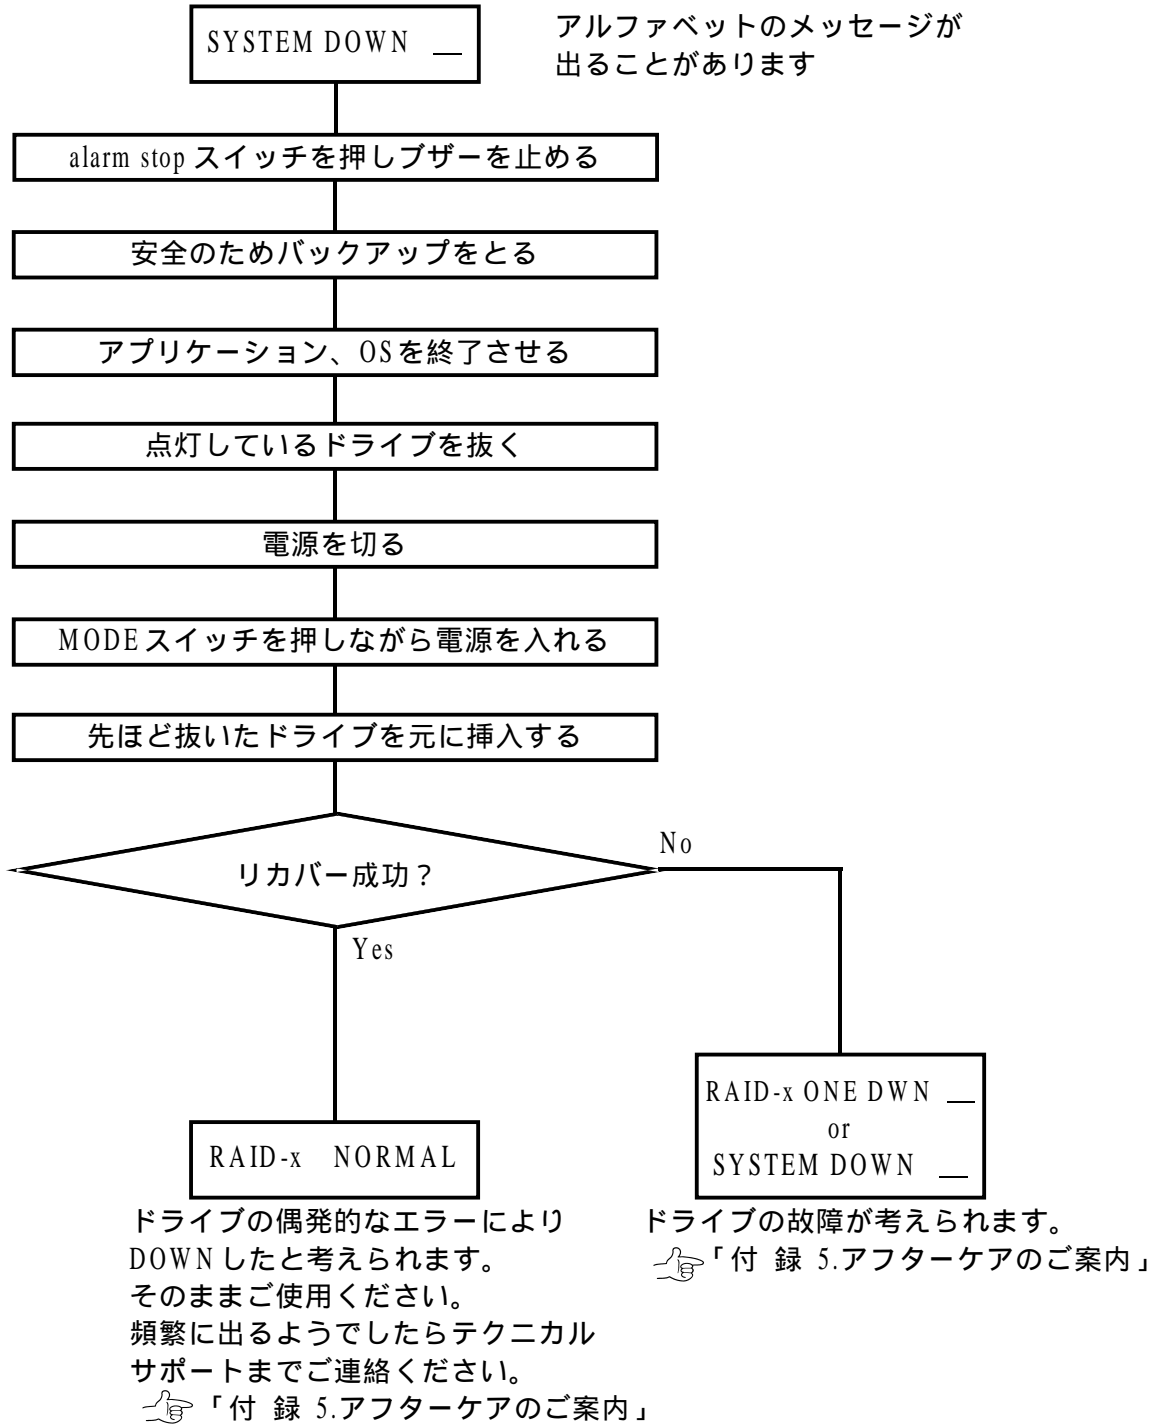 SYSTEM DOWN __
アルファベットのメッセージが
出ることがあります
alarm stop スイッチを押しブザーを止める
安全のためバックアップをとる
アプリケーション、OSを終了させる
点灯しているドライブを抜く
電源を切る
MODEスイッチを押しながら電源を入れる
先ほど抜いたドライブを元に挿入する
リカバー成功？
No
Yes
RAID-x ONE DWN __
or
SYSTEM DOWN __
RAID-x NORMAL
ドライブの偶発的なエラーにより
DOWNしたと考えられます。
そのままご使用ください。
頻繁に出るようでしたらテクニカル
サポートまでご連絡ください。
「付 録 5.アフターケアのご案内」
ドライブの故障が考えられます。
「付 録 5.アフターケアのご案内」